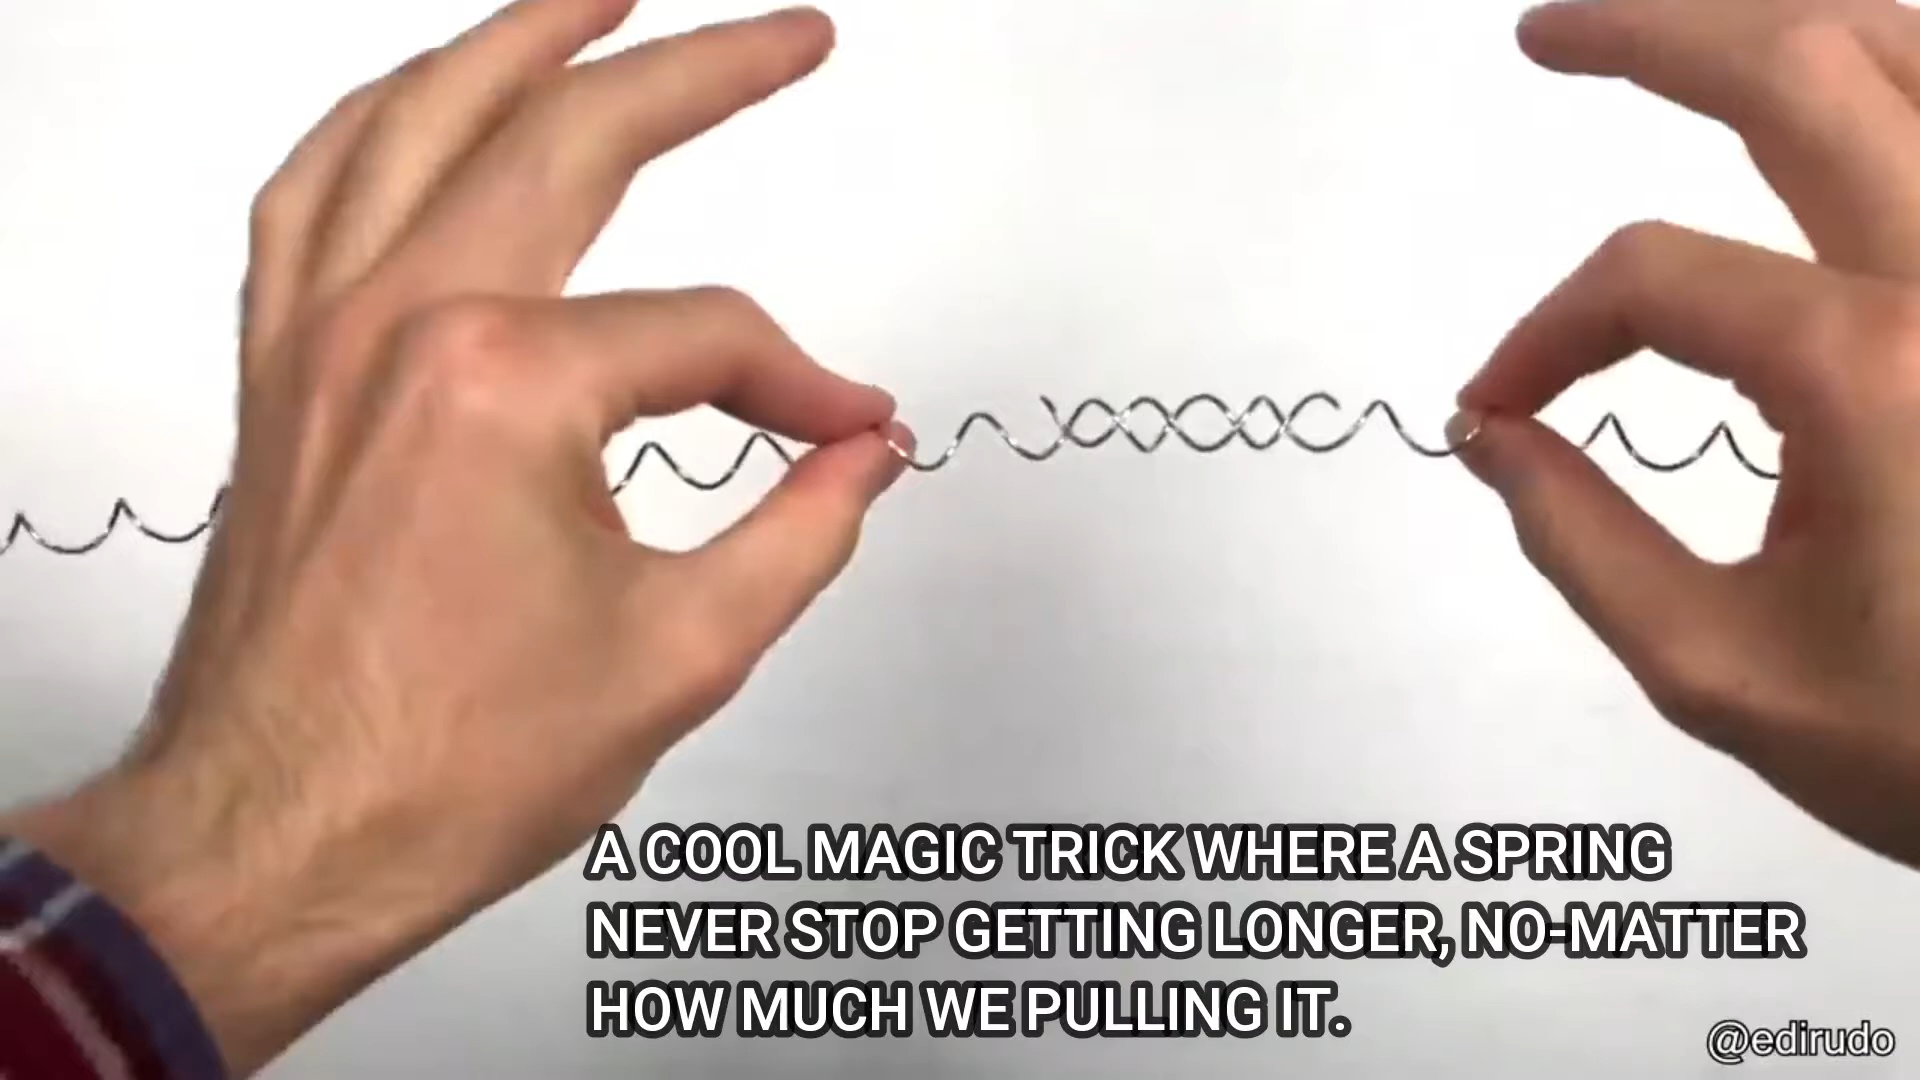 A COOL MAGIC TRICK WHERE A SPRING
NEVER STOP GETTING LONGER, NO-MATTER
HOW MUCH WE PULLING IT.
@edirudo